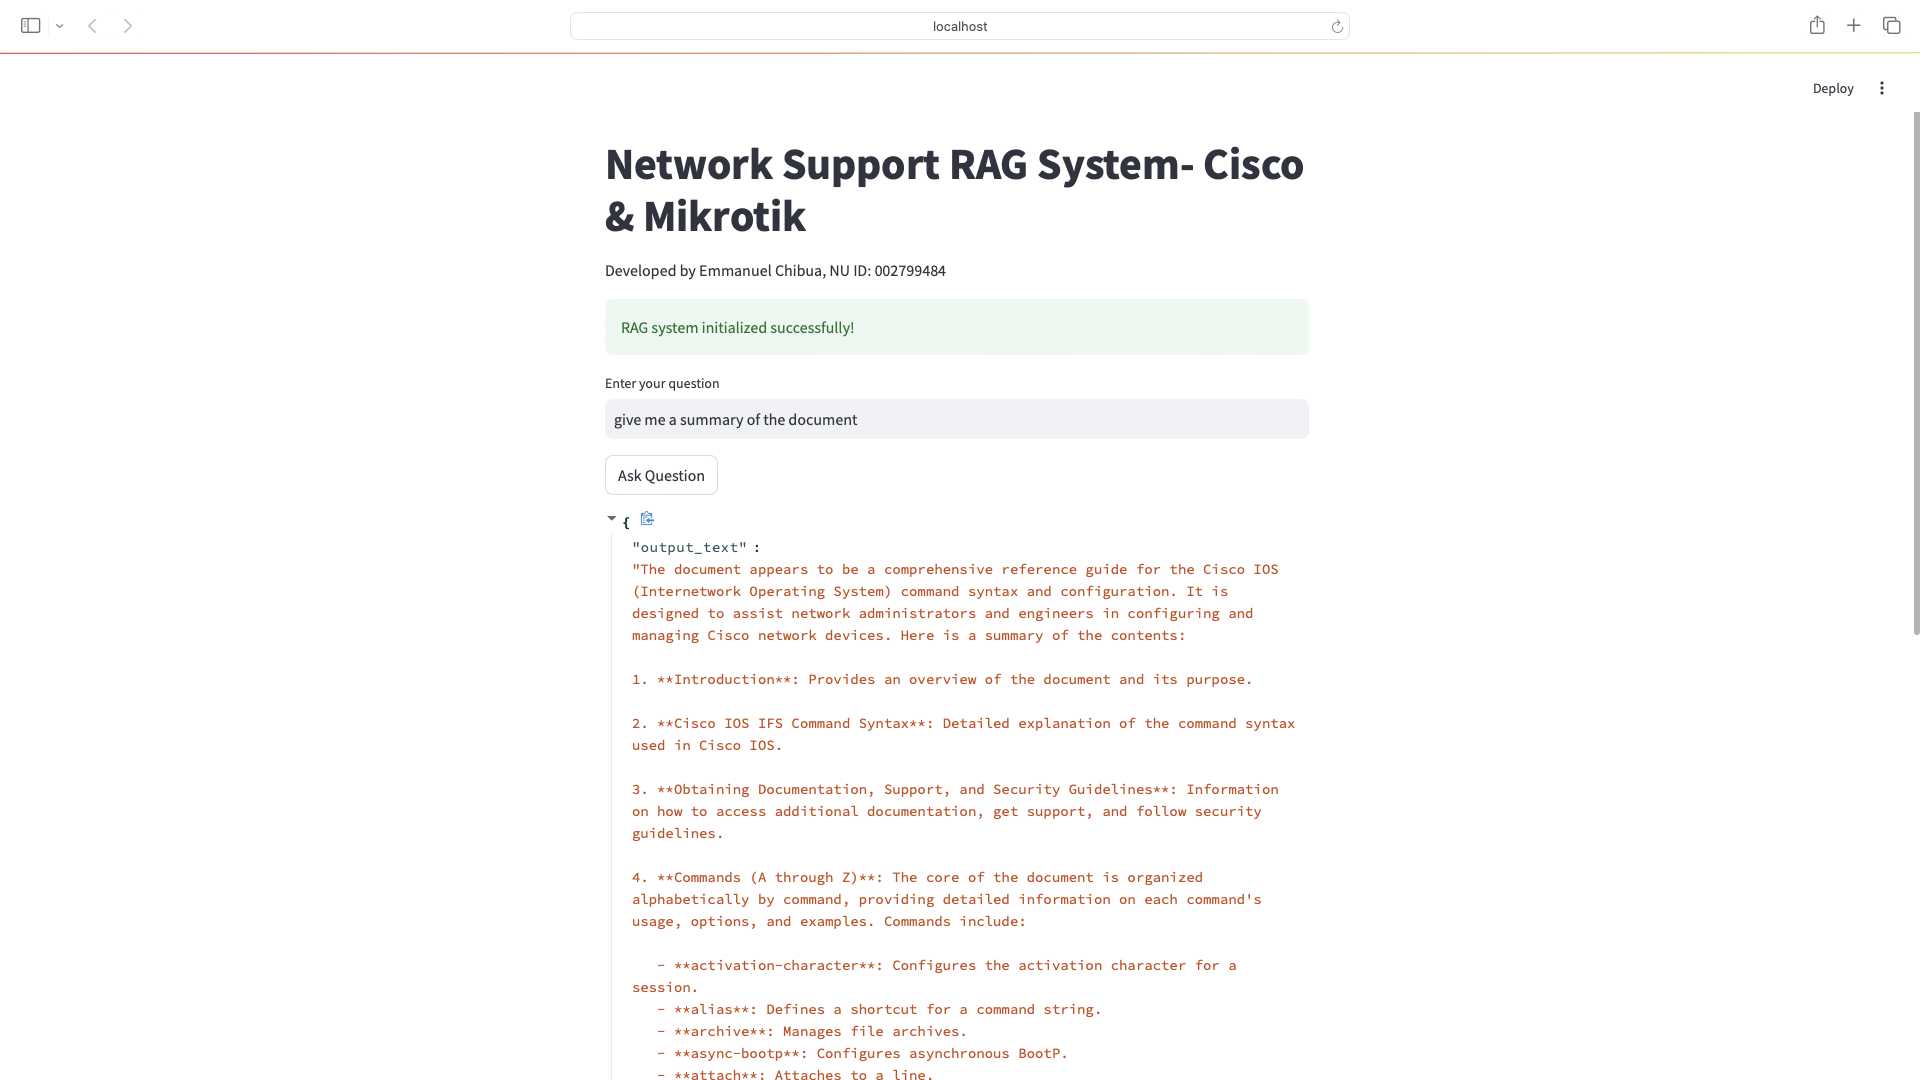 localhost
Deploy
Network Support RAG System- Cisco
& Mikrotik
Developed by Emmanuel Chibua, NU ID: 002799484
RAG system initialized successfully!
Enter your question
give me a summary of the document
Ask Question
{
"output_text" :
"The document appears to be a comprehensive reference guide for the Cisco IOS
(Internetwork Operating System) command syntax and configuration. It is
designed to assist network administrators and engineers in configuring and
managing Cisco network devices. Here is a summary of the contents:
1. **Introduction**: Provides an overview of the document and its purpose.
2. **Cisco IOS IFS Command Syntax**: Detailed explanation of the command syntax
used in Cisco IOS.
3. **Obtaining Documentation, Support, and Security Guidelines**: Information
on how to access additional documentation, get support, and follow security
guidelines.
4. **Commands (A through Z)**: The core of the document is organized
alphabetically by command, providing detailed information on each command's
usage, options, and examples. Commands include:
- **activation-character**: Configures the activation character for a
session.
- **alias**: Defines a shortcut for a command string.
- **archive**: Manages file archives.
- **async-bootp**: Configures asynchronous BootP.
- **attach**: Attaches to a line.